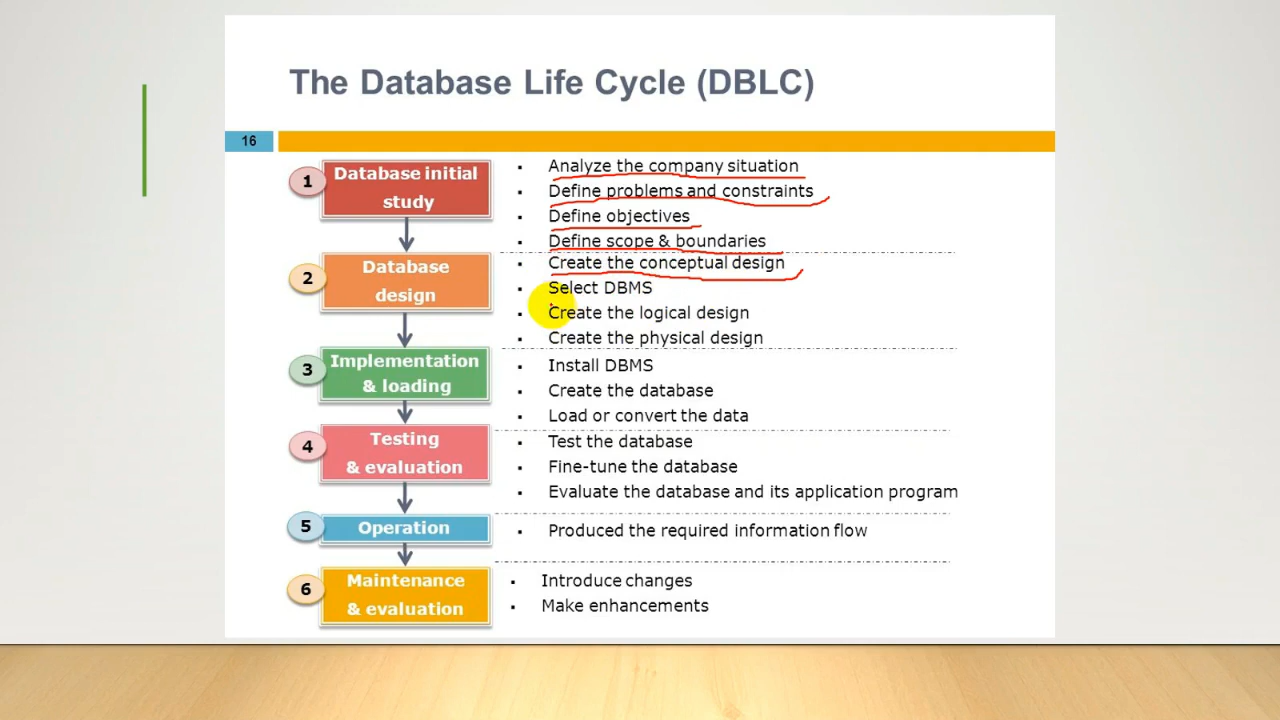 The Database Life Cycle (DBLC)
16
1
Database initial
study
▪ Analyze the company situation
▪ Define problems and constraints
▪ Define objectives
▪ Define scope & boundaries
2
Database
design
▪ Create the conceptual design
▪ Select DBMS
▪ Create the logical design
▪ Create the physical design
3
Implementation
& loading
▪ Install DBMS
▪ Create the database
▪ Load or convert the data
4
Testing
& evaluation
▪ Test the database
▪ Fine-tune the database
▪ Evaluate the database and its application program
5
Operation
▪ Produced the required information flow
6
Maintenance
& evaluation
▪ Introduce changes
▪ Make enhancements